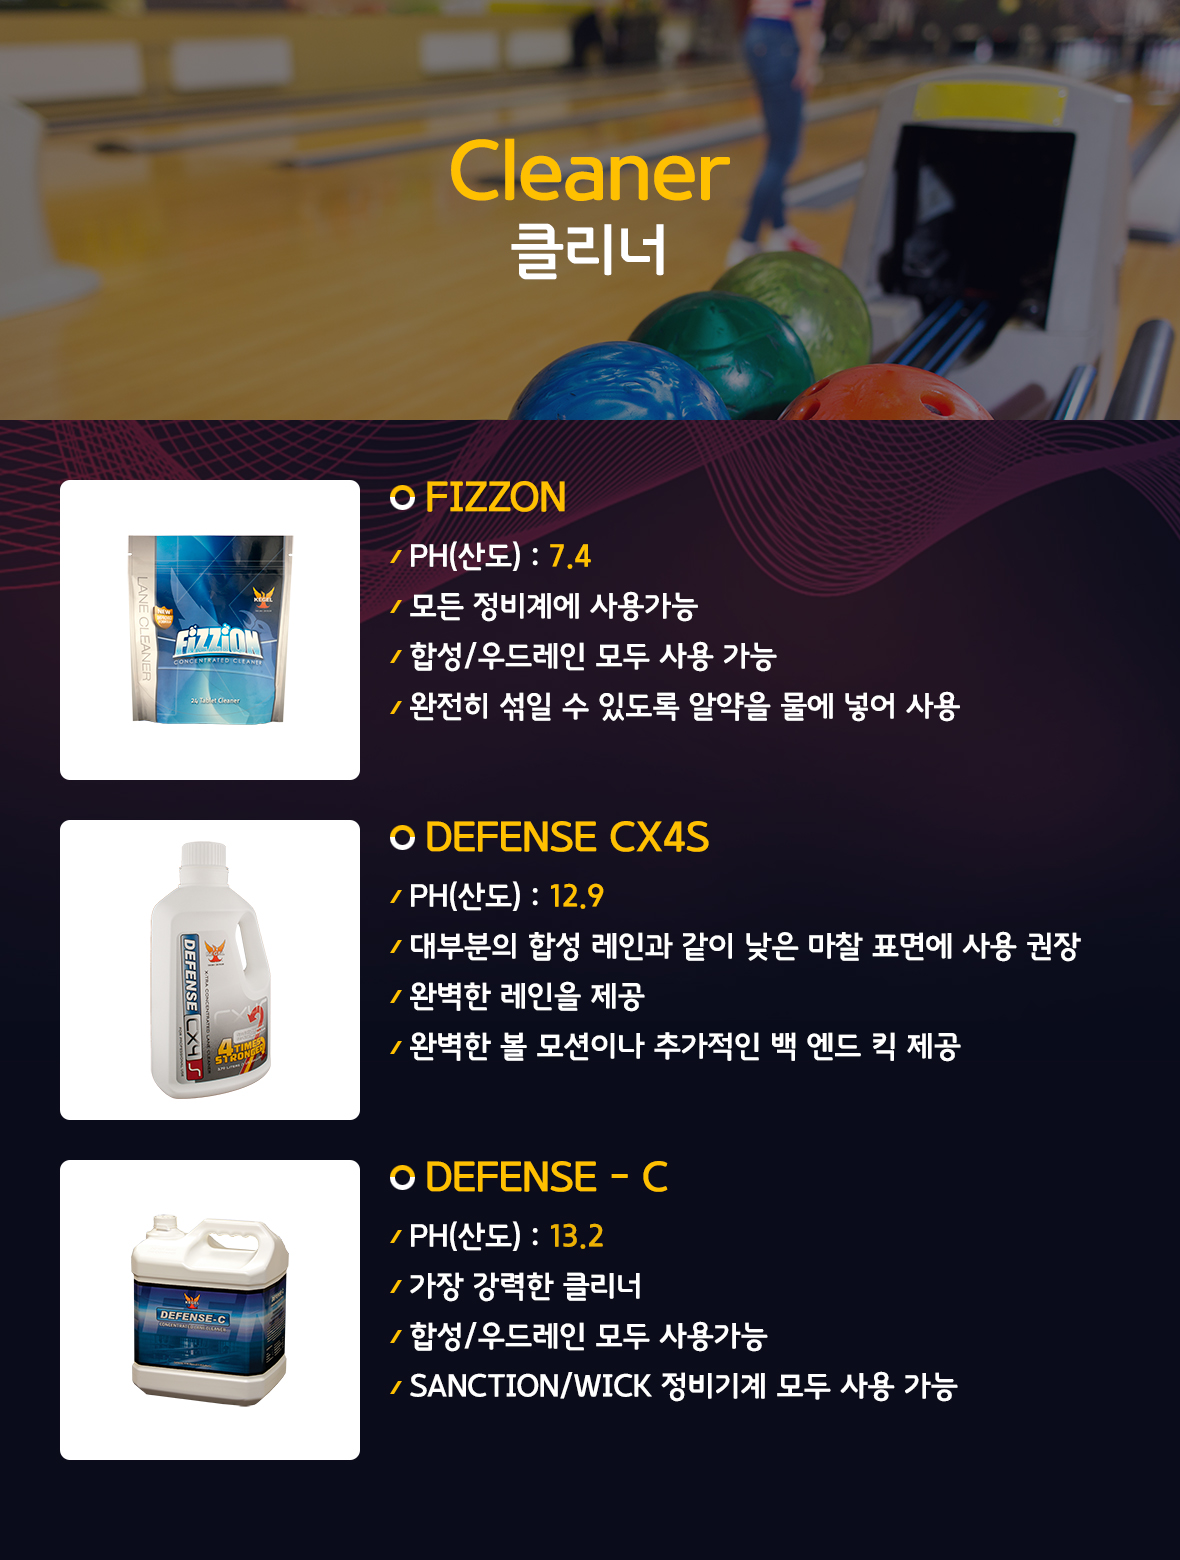 Cleaner
클리너
FIZZON
PH(산도) : 7.4
모든 정비계에 사용가능
합성/우드레인 모두 사용 가능
완전히 섞일 수 있도록 알약을 물에 넣어 사용
LANE CLEANER
KEGEL
NEW
FiZZiON
CONCENTRATED CLEANER
24 Tablet Cleaner
DEFENSE CX4S
PH(산도) : 12.9
대부분의 합성 레인과 같이 낮은 마찰 표면에 사용 권장
완벽한 레인을 제공
완벽한 볼 모션이나 추가적인 백 엔드 킥 제공
DEFENSE CX4 S
4 TIMES
STRONGER
DEFENSE - C
PH(산도) : 13.2
가장 강력한 클리너
합성/우드레인 모두 사용가능
SANCTION/WICK 정비기계 모두 사용 가능
KEGEL
DEFENSE-C